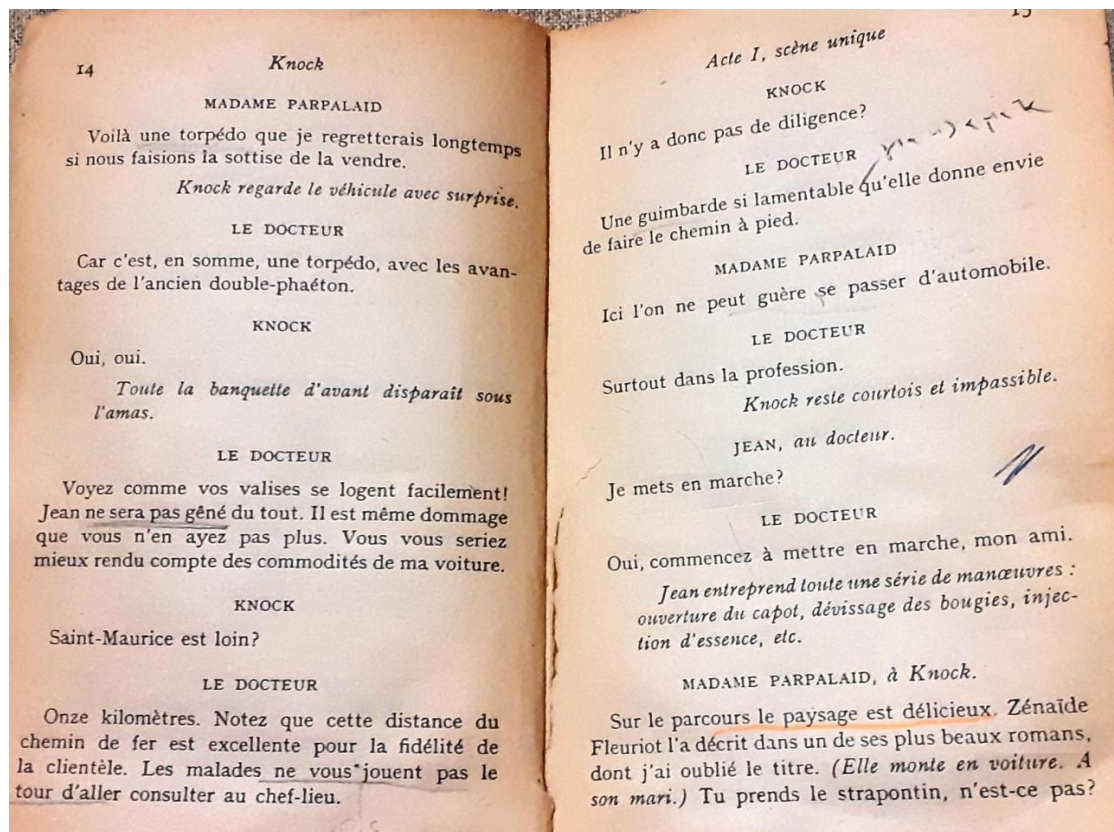 14
Knock
MADAME PARPALAID
Voilà une torpédo que je regretterais longtemps
si nous faisions la sottise de la vendre.
Knock regarde le véhicule avec surprise.
LE DOCTEUR
Car c'est, en somme, une torpédo, avec les avan-
tages de l'ancien double-phaéton.
KNOCK
Oui, oui.
Toute la banquette d'avant disparaît sous
l'amas.
LE DOCTEUR
Voyez comme vos valises se logent facilement!
Jean ne sera pas gêné du tout. Il est même dommage
que vous n'en ayez pas plus. Vous vous seriez
mieux rendu compte des commodités de ma voiture.
KNOCK
Saint-Maurice est loin?
LE DOCTEUR
Onze kilomètres. Notez que cette distance du
chemin de fer est excellente pour la fidélité de
la clientèle. Les malades ne vous jouent pas le
tour d'aller consulter au chef-lieu.
15
Acte I, scène unique
KNOCK
Il n'y a donc pas de diligence?
LE DOCTEUR
Une guimbarde si lamentable qu'elle donne envie
de faire le chemin à pied.
MADAME PARPALAID
Ici l'on ne peut guère se passer d'automobile.
LE DOCTEUR
Surtout dans la profession.
Knock reste courtois et impassible.
JEAN, au docteur.
Je mets en marche?
LE DOCTEUR
Oui, commencez à mettre en marche, mon ami.
Jean entreprend toute une série de manœuvres :
ouverture du capot, dévissage des bougies, injec-
tion d'essence, etc.
MADAME PARPALAID, à Knock.
Sur le parcours le paysage est délicieux. Zénaïde
Fleuriot l'a décrit dans un de ses plus beaux romans,
dont j'ai oublié le titre. (Elle monte en voiture. A
son mari.) Tu prends le strapontin, n'est-ce pas?